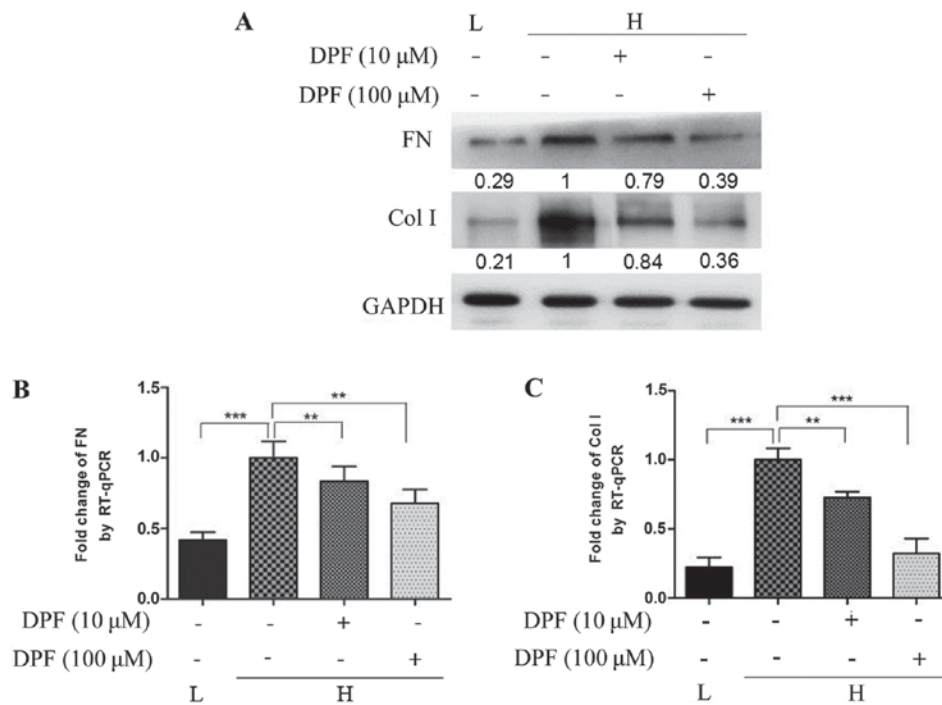 A
L H
DPF (10 µM) - - + -
DPF (100 µM) - - - +
FN
0.29 1 0.79 0.39
Col I
0.21 1 0.84 0.36
GAPDH
B
Fold change of FN
by RT-qPCR
1.5
1.0
0.5
0.0
**
*** **
DPF (10 µM) - - + -
DPF (100 µM) - - - +
L H
C
Fold change of Col I
by RT-qPCR
1.5
1.0
0.5
0.0
***
*** **
DPF (10 µM) - - + -
DPF (100 µM) - - - +
L H